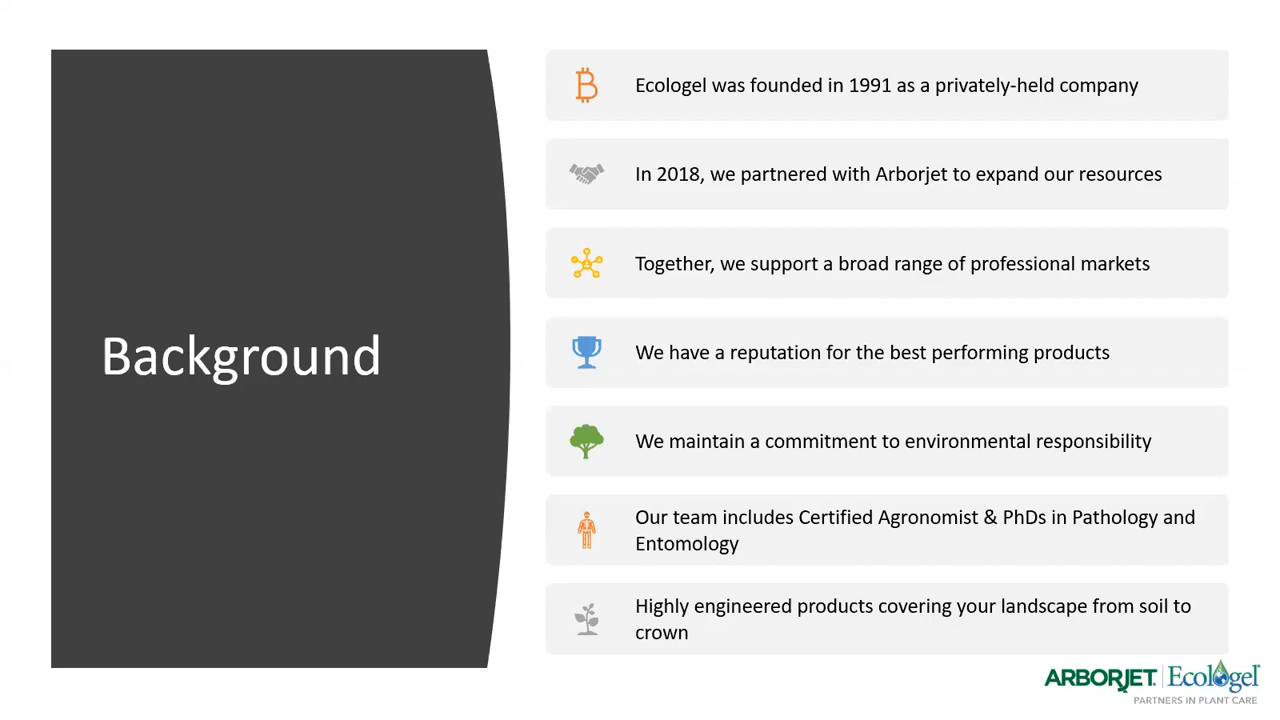 Background
Ecologel was founded in 1991 as a privately-held company
In 2018, we partnered with Arborjet to expand our resources
Together, we support a broad range of professional markets
We have a reputation for the best performing products
We maintain a commitment to environmental responsibility
Our team includes Certified Agronomist & PhDs in Pathology and
Entomology
Highly engineered products covering your landscape from soil to
crown
ARBORJET Ecologel
PARTNERS IN PLANT CARE